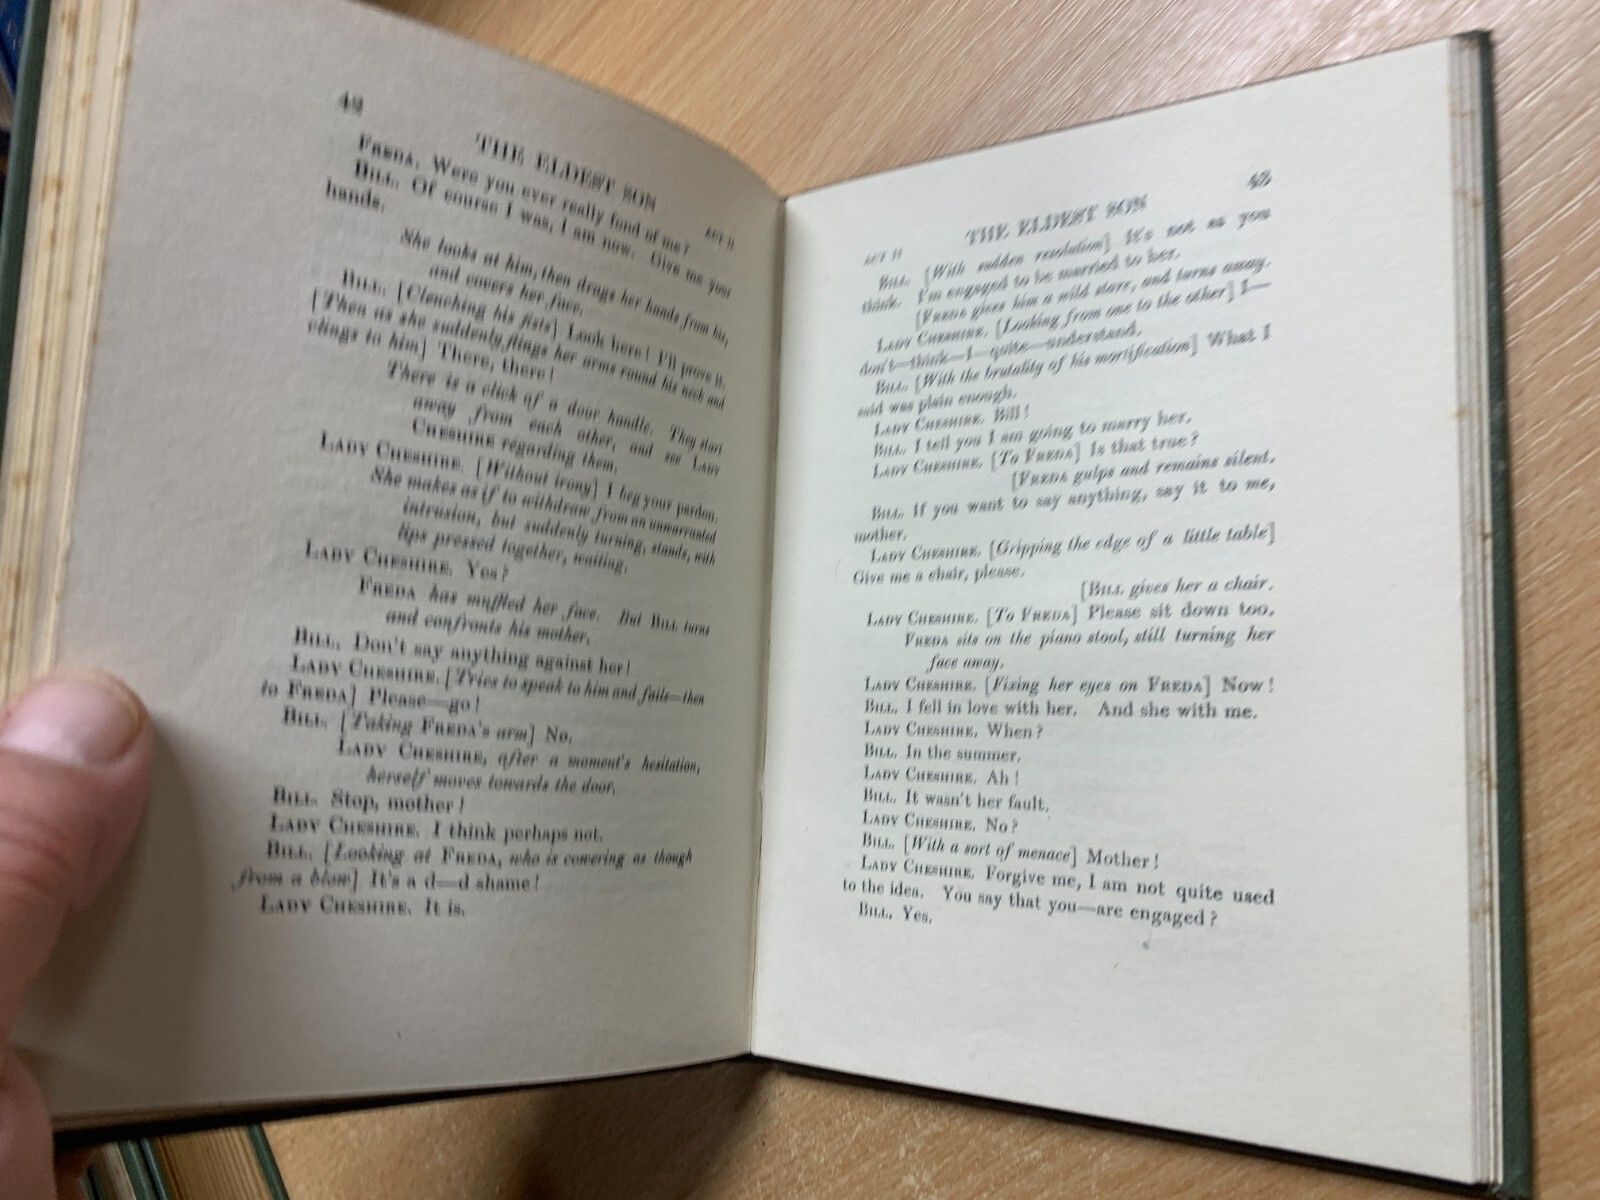 42
THE ELDEST SON
ACT II
FREDA. Were you ever really fond of me?
BILL. Of course I was, I am now. Give me your
hands.
She looks at him, then drags her hands from his,
and covers her face.
BILL. [Clenching his fists] Look here! I'll prove it.
[Then as she suddenly flings her arms round his neck and
clings to him] There, there!
There is a click of a door handle. They start
away from each other, and see LADY
CHESHIRE regarding them.
LADY CHESHIRE. [Without irony] I beg your pardon.
She makes as if to withdraw from an unwarranted
intrusion, but suddenly turning, stands, with
lips pressed together, waiting.
LADY CHESHIRE. Yes?
FREDA has muffled her face. But BILL turns
and confronts his mother.
BILL. Don't say anything against her!
LADY CHESHIRE. [Tries to speak to him and fails—then
to FREDA] Please—go!
BILL. [Taking FREDA'S arm] No.
LADY CHESHIRE, after a moment's hesitation,
herself moves towards the door.
BILL. Stop, mother!
LADY CHESHIRE. I think perhaps not.
BILL. [Looking at FREDA, who is cowering as though
from a blow] It's a d—d shame!
LADY CHESHIRE. It is.
ACT II
THE ELDEST SON
43
BILL. [With sudden resolution] It's not as you
think. I'm engaged to be married to her.
[FREDA gives him a wild stare, and turns away.
LADY CHESHIRE. [Looking from one to the other] I—
don't—think—I—quite—understand.
BILL. [With the brutality of his mortification] What I
said was plain enough.
LADY CHESHIRE. Bill!
BILL. I tell you I am going to marry her.
LADY CHESHIRE. [To FREDA] Is that true?
[FREDA gulps and remains silent.
BILL. If you want to say anything, say it to me,
mother.
LADY CHESHIRE. [Gripping the edge of a little table]
Give me a chair, please.
[BILL gives her a chair.
LADY CHESHIRE. [To FREDA] Please sit down too.
FREDA sits on the piano stool, still turning her
face away.
LADY CHESHIRE. [Fixing her eyes on FREDA] Now!
BILL. I fell in love with her. And she with me.
LADY CHESHIRE. When?
BILL. In the summer.
LADY CHESHIRE. Ah!
BILL. It wasn't her fault.
LADY CHESHIRE. No?
BILL. [With a sort of menace] Mother!
LADY CHESHIRE. Forgive me, I am not quite used
to the idea. You say that you—are engaged?
BILL. Yes.